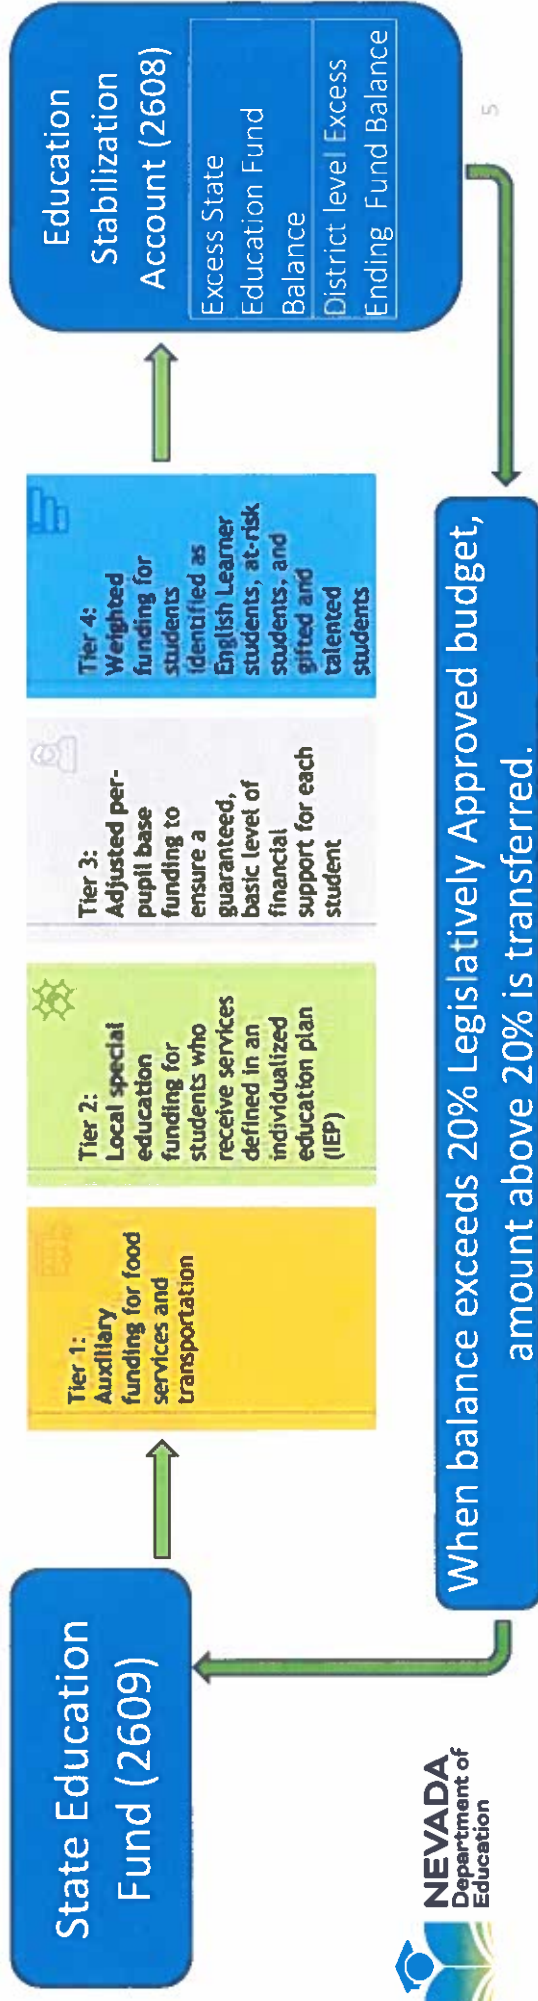 State Education
Fund (2609)
Tier 1:
Auxiliary
funding for food
services and
transportation
Tier 2:
Local special
education
funding for
students who
receive services
defined in an
individualized
education plan
(IEP)
Tier 3:
Adjusted per-
pupil base
funding to
ensure a
guaranteed,
basic level of
financial
support for each
student
Tier 4:
Weighted
funding for
students
identified as
English Learner
students, at-risk
students, and
gifted and
talented
students
Education
Stabilization
Account (2608)
Excess State
Education Fund
Balance
District level Excess
Ending Fund Balance
When balance exceeds 20% Legislatively Approved budget,
amount above 20% is transferred.
NEVADA
Department of
Education
5